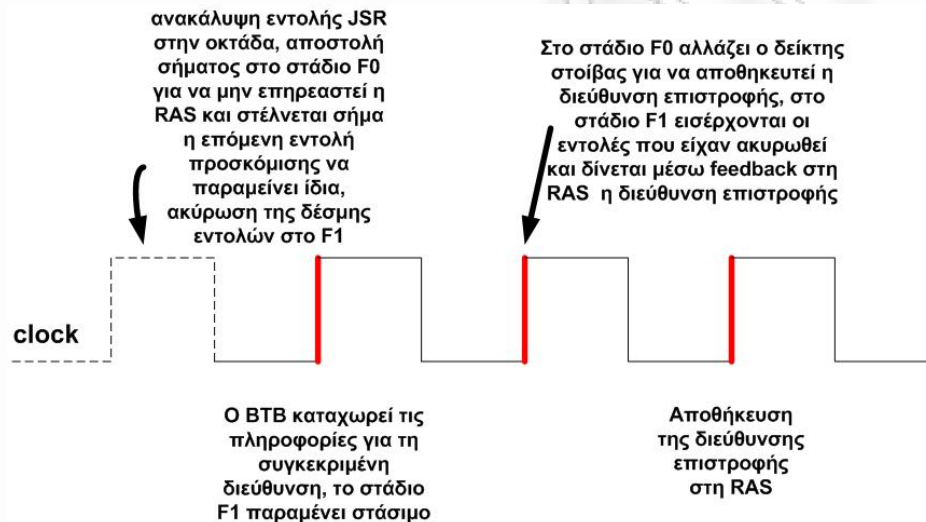 ανακάλυψη εντολής JSR
στην οκτάδα, αποστολή
σήματος στο στάδιο F0
για να μην επηρεαστεί η
RAS και στέλνεται σήμα
η επόμενη εντολή
προσκόμισης να
παραμείνει ίδια,
ακύρωση της δέσμης
εντολών στο F1
Στο στάδιο F0 αλλάζει ο δείκτης
στοίβας για να αποθηκευτεί η
διεύθυνση επιστροφής, στο
στάδιο F1 εισέρχονται οι
εντολές που είχαν ακυρωθεί
και δίνεται μέσω feedback στη
RAS η διεύθυνση επιστροφής
clock
Ο BTB καταχωρεί τις
πληροφορίες για τη
συγκεκριμένη
διεύθυνση, το στάδιο
F1 παραμένει στάσιμο
Αποθήκευση
της διεύθυνσης
επιστροφής
στη RAS